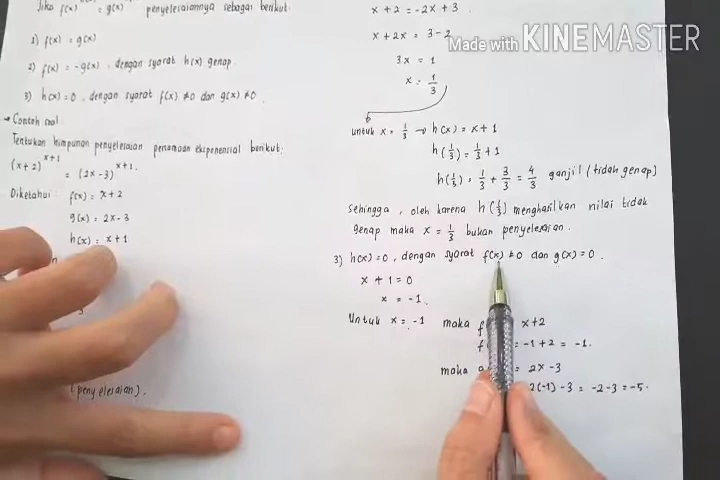 Jika f(x) = g(x) penyelesaiannya sebagai berikut.
1) f(x) = g(x)
2) f(x) = -g(x), dengan syarat h(x) genap.
3) h(x) = 0, dengan syarat f(x) ≠ 0 dan g(x) ≠ 0.
Contoh soal
Tentukan himpunan penyelesaian persamaan eksponensial berikut:
(x+2)^(x+1) = (2x-3)^(x+1).
Diketahui f(x) = x+2
g(x) = 2x-3
h(x) = x+1
(penyelesaian).
x+2 = -2x+3
x+2x = 3-2
3x = 1
x = 1/3
untuk x = 1/3 → h(x) = x+1
h(1/3) = 1/3 + 1
h(1/3) = 1/3 + 3/3 = 4/3 ganjil (tidak genap)
Sehingga, oleh karena h(1/3) menghasilkan nilai tidak
genap maka x = 1/3 bukan penyelesaian.
3) h(x) = 0, dengan syarat f(x) ≠ 0 dan g(x) = 0.
x+1 = 0
x = -1.
Untuk x = -1 maka x+2
= -1+2 = -1.
maka = 2x-3
2(-1)-3 = -2-3 = -5.
Made with KINEMASTER